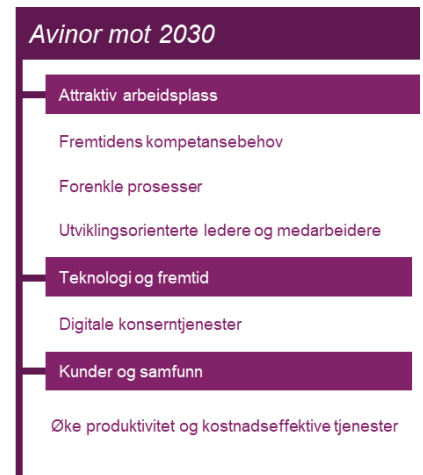 Avinor mot 2030
Attraktiv arbeidsplass
Fremtidens kompetansebehov
Forenkle prosesser
Utviklingsorienterte ledere og medarbeidere
Teknologi og fremtid
Digitale konserntjenester
Kunder og samfunn
Øke produktivitet og kostnadseffektive tjenester